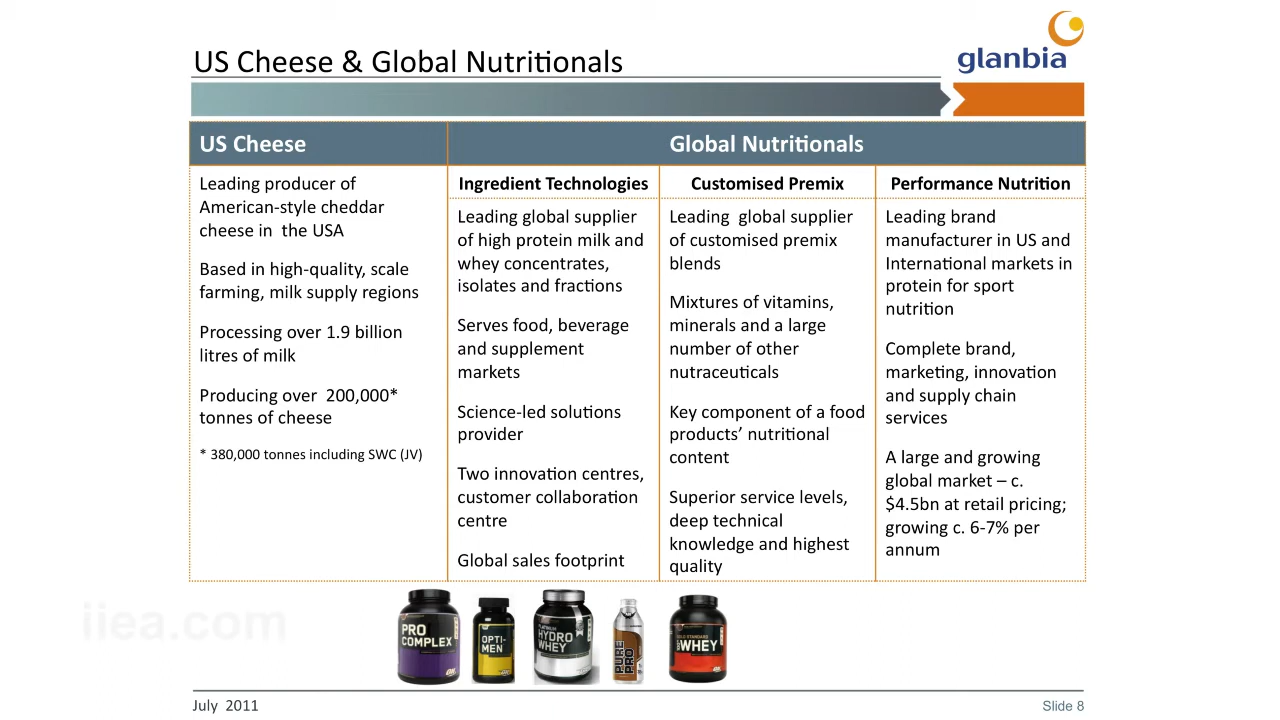 US Cheese & Global Nutritionals
glanbia
US Cheese
Global Nutritionals
Leading producer of
American-style cheddar
cheese in the USA
Based in high-quality, scale
farming, milk supply regions
Processing over 1.9 billion
litres of milk
Producing over 200,000*
tonnes of cheese
* 380,000 tonnes including SWC (JV)
Ingredient Technologies
Leading global supplier
of high protein milk and
whey concentrates,
isolates and fractions
Serves food, beverage
and supplement
markets
Science-led solutions
provider
Two innovation centres,
customer collaboration
centre
Global sales footprint
Customised Premix
Leading global supplier
of customised premix
blends
Mixtures of vitamins,
minerals and a large
number of other
nutraceuticals
Key component of a food
products’ nutritional
content
Superior service levels,
deep technical
knowledge and highest
quality
Performance Nutrition
Leading brand
manufacturer in US and
International markets in
protein for sport
nutrition
Complete brand,
marketing, innovation
and supply chain
services
A large and growing
global market – c.
$4.5bn at retail pricing;
growing c. 6-7% per
annum
iiea.com
PRO
COMPLEX
OPTI-
MEN
PLATINUM
HYDRO
WHEY
PURE
PRO
GOLD STANDARD
WHEY
July 2011
Slide 8